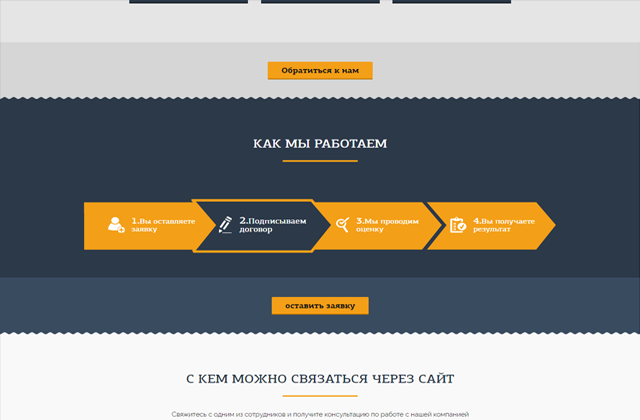 Обратиться к нам
КАК МЫ РАБОТАЕМ
1.Вы оставляете
заявку
2.Подписываем
договор
3.Мы проводим
оценку
4.Вы получаете
результат
оставить заявку
С КЕМ МОЖНО СВЯЗАТЬСЯ ЧЕРЕЗ САЙТ
Свяжитесь с одним из сотрудников и получите консультацию по работе с нашей компанией